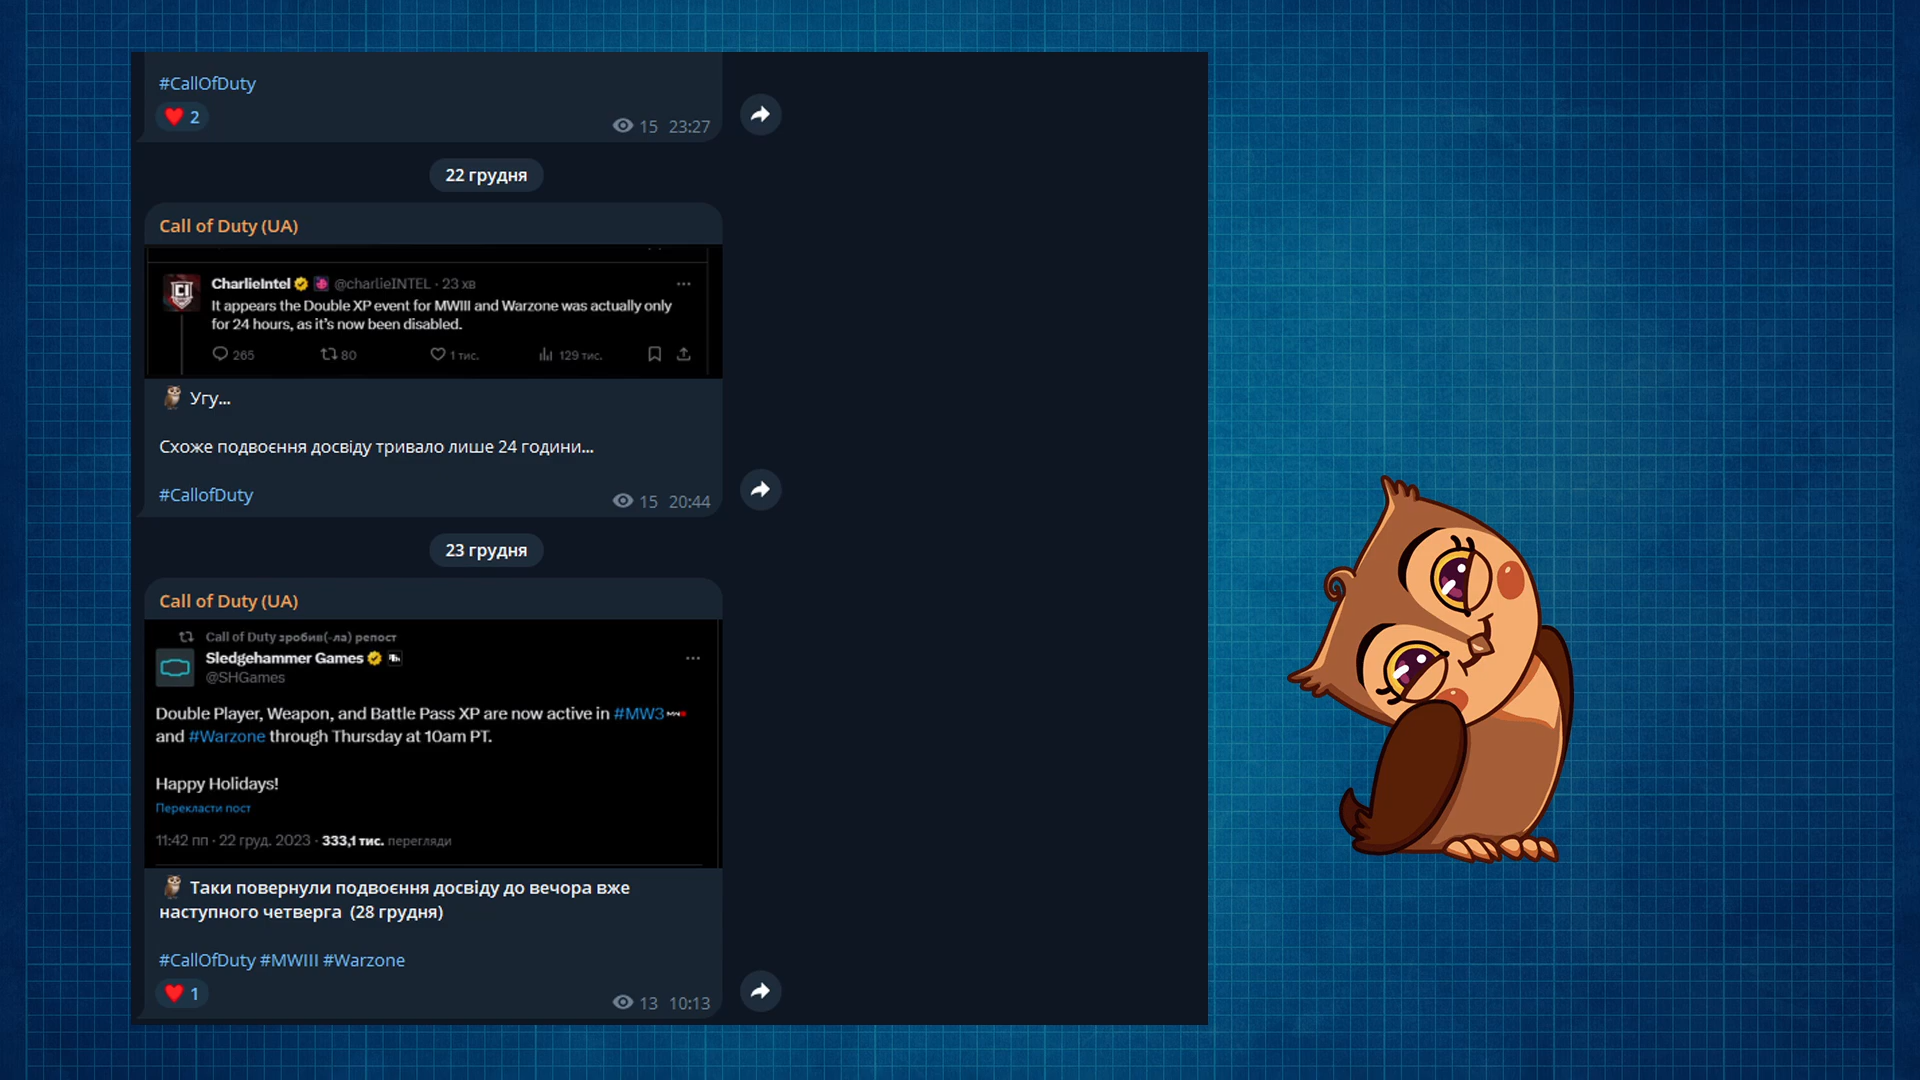 #CallOfDuty
2
15 23:27
22 грудня
Call of Duty (UA)
CharlieIntel @charlieINTEL · 23 хв
It appears the Double XP event for MWIII and Warzone was actually only
for 24 hours, as it's now been disabled.
265 80 1 тис. 129 тис.
Угу...
Схоже подвоєння досвіду тривало лише 24 години...
#CallofDuty
15 20:44
23 грудня
Call of Duty (UA)
Call of Duty зробив(-ла) репост
Sledgehammer Games
@SHGames
Double Player, Weapon, and Battle Pass XP are now active in #MW3
and #Warzone through Thursday at 10am PT.
Happy Holidays!
Перекласти пост
11:42 пп · 22 груд. 2023 · 333,1 тис. перегляди
Таки повернули подвоєння досвіду до вечора вже
наступного четверга (28 грудня)
#CallOfDuty #MWIII #Warzone
1
13 10:13